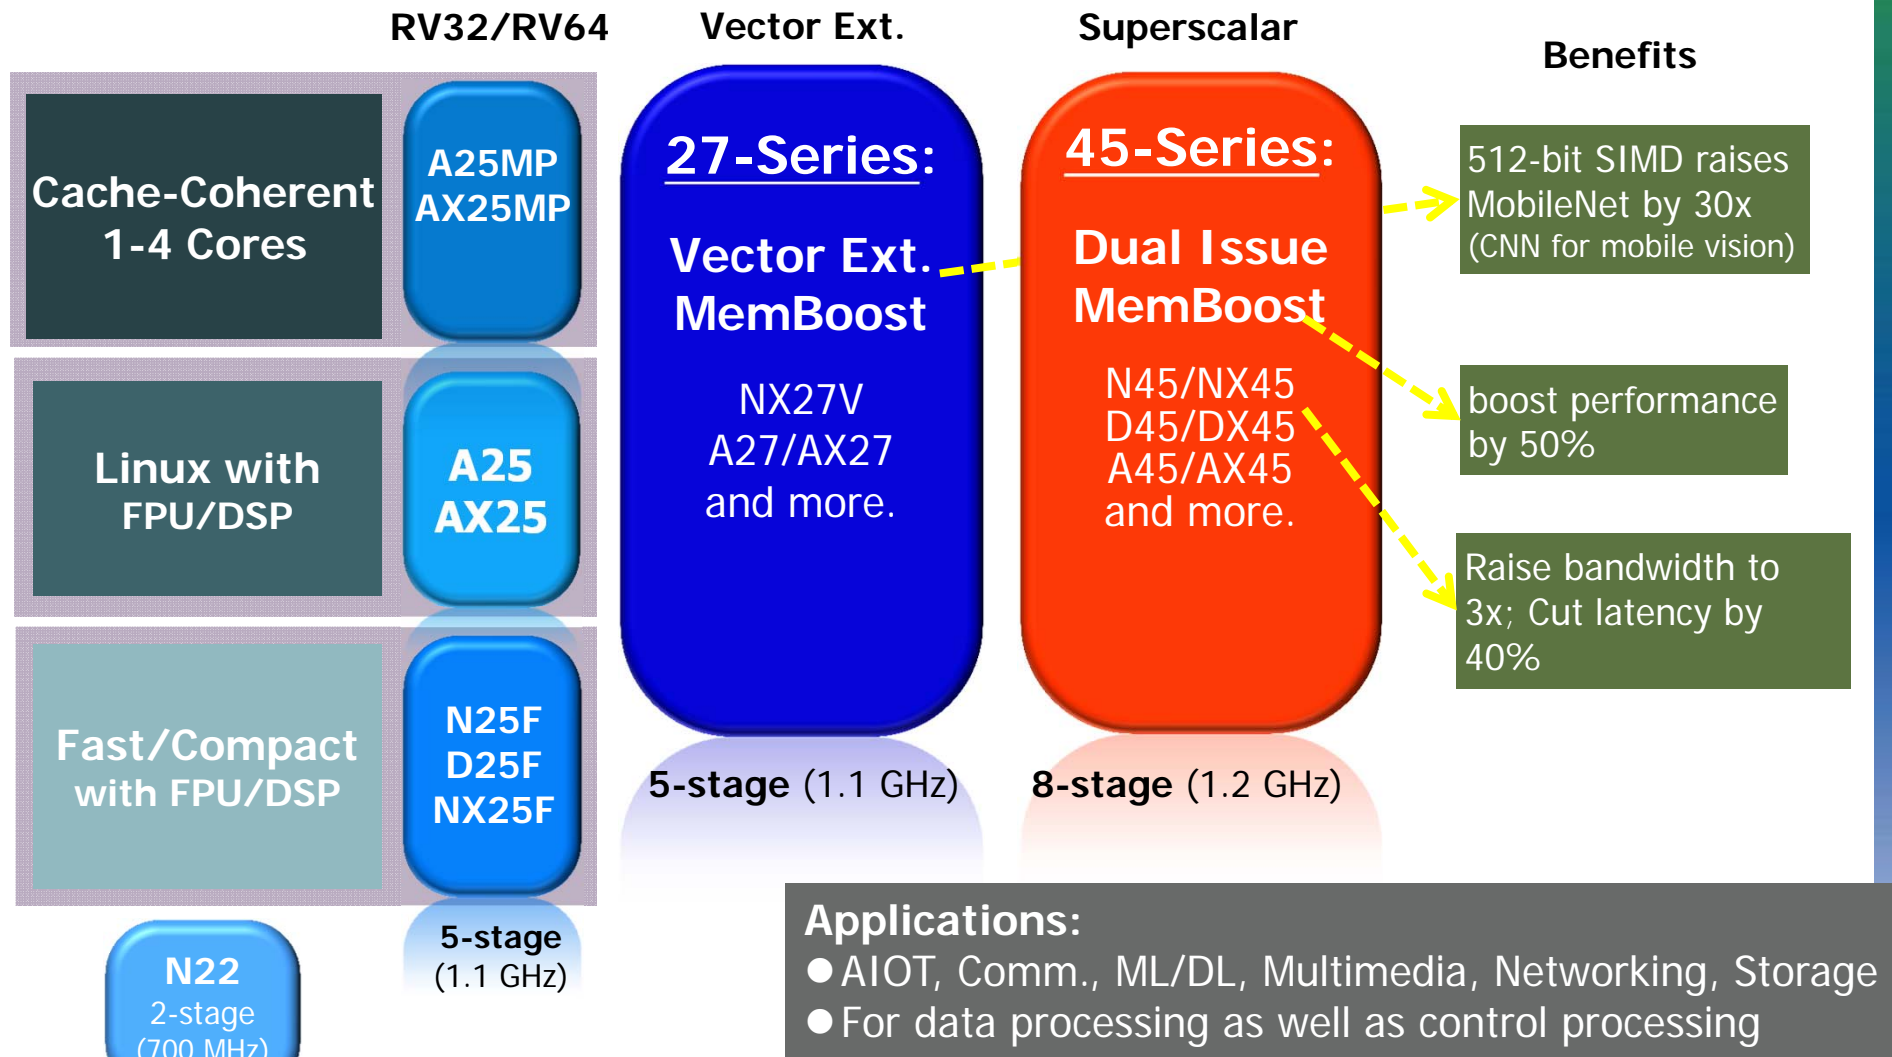 RV32/RV64
Vector Ext.
Superscalar
Benefits
Cache-Coherent
1-4 Cores
A25MP
AX25MP
Linux with
FPU/DSP
A25
AX25
Fast/Compact
with FPU/DSP
N25F
D25F
NX25F
5-stage
(1.1 GHz)
N22
2-stage
(700 MHz)
27-Series:
Vector Ext.
MemBoost
NX27V
A27/AX27
and more.
5-stage (1.1 GHz)
45-Series:
Dual Issue
MemBoost
N45/NX45
D45/DX45
A45/AX45
and more.
8-stage (1.2 GHz)
512-bit SIMD raises
MobileNet by 30x
(CNN for mobile vision)
boost performance
by 50%
Raise bandwidth to
3x; Cut latency by
40%
Applications:
● AIOT, Comm., ML/DL, Multimedia, Networking, Storage
● For data processing as well as control processing